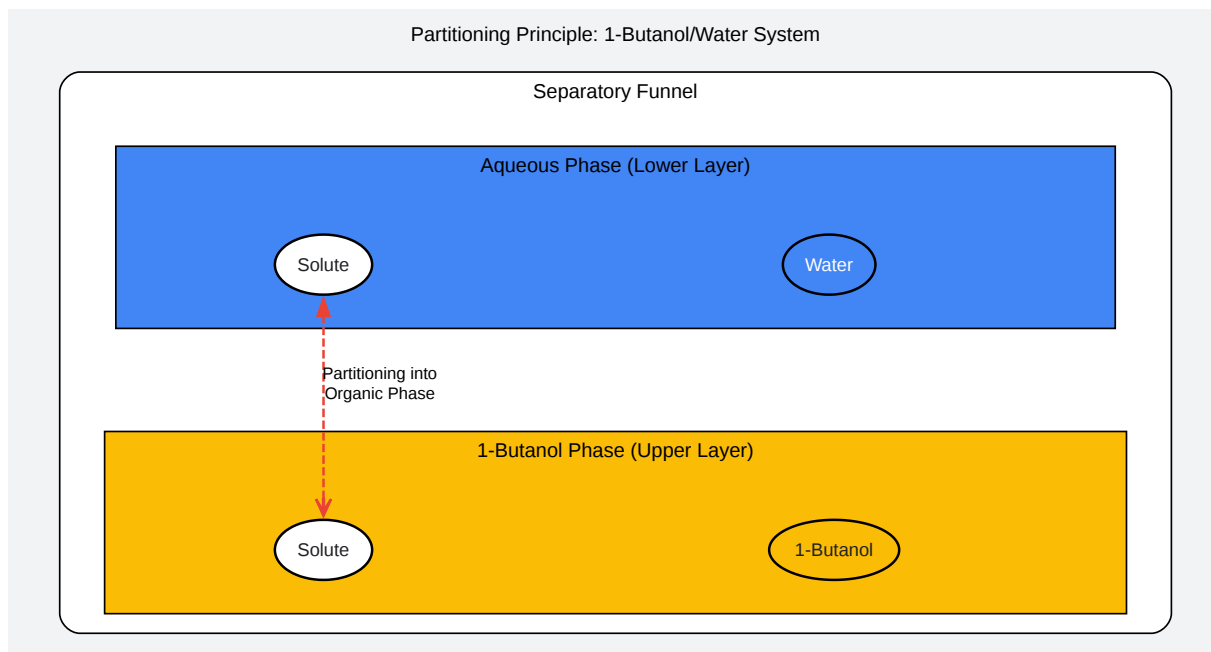 Partitioning Principle: 1-Butanol/Water System
Separatory Funnel
Aqueous Phase (Lower Layer)
Solute
Water
Partitioning into
Organic Phase
1-Butanol Phase (Upper Layer)
Solute
1-Butanol